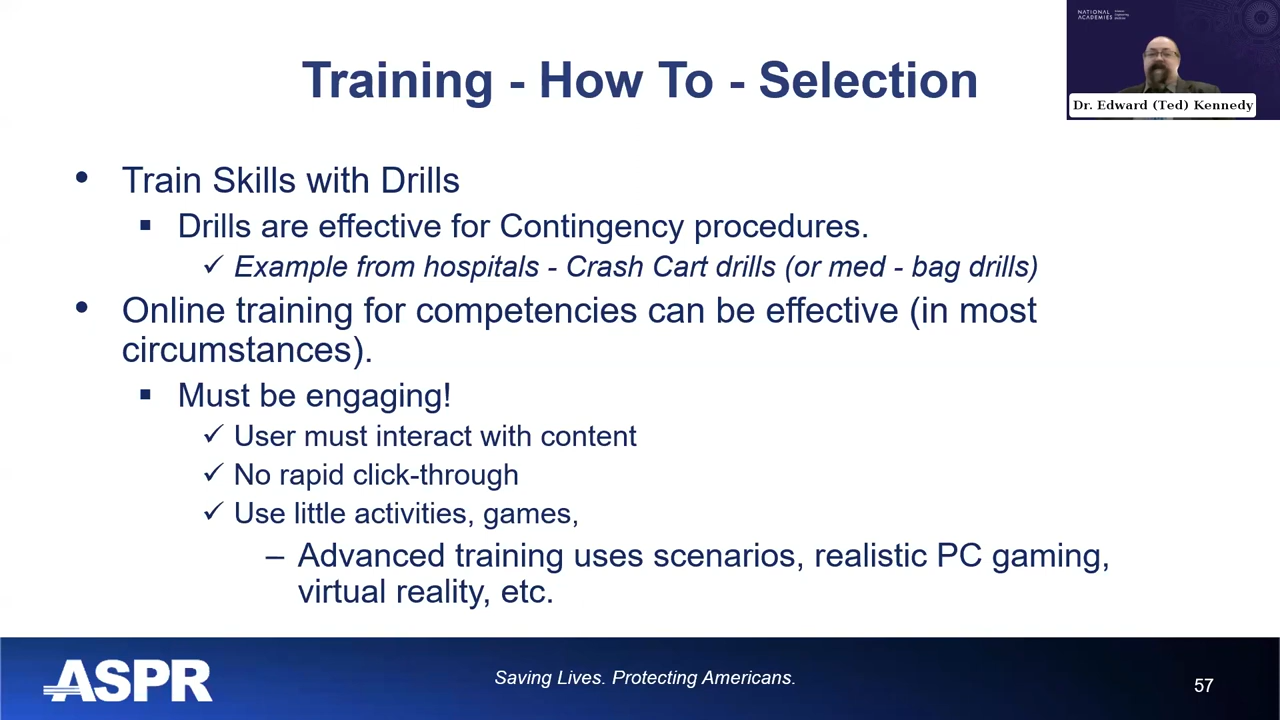 Training - How To - Selection
NATIONAL
ACADEMIES
Dr. Edward (Ted) Kennedy
• Train Skills with Drills
▪ Drills are effective for Contingency procedures.
✓ Example from hospitals - Crash Cart drills (or med - bag drills)
• Online training for competencies can be effective (in most
circumstances).
▪ Must be engaging!
✓ User must interact with content
✓ No rapid click-through
✓ Use little activities, games,
– Advanced training uses scenarios, realistic PC gaming,
virtual reality, etc.
ASPR
Saving Lives. Protecting Americans.
57